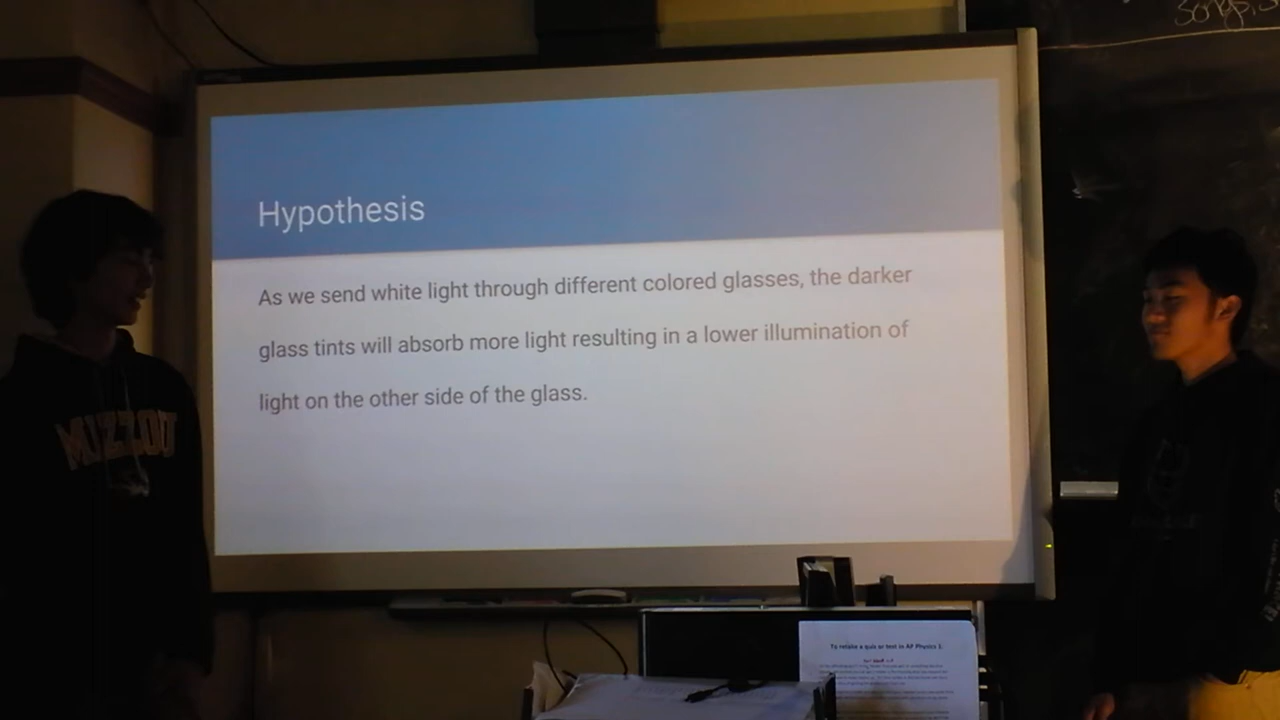 songs,
Hypothesis
As we send white light through different colored glasses, the darker
glass tints will absorb more light resulting in a lower illumination of
light on the other side of the glass.
MIZZOU
To retake a quiz or test in AP Physics 1: